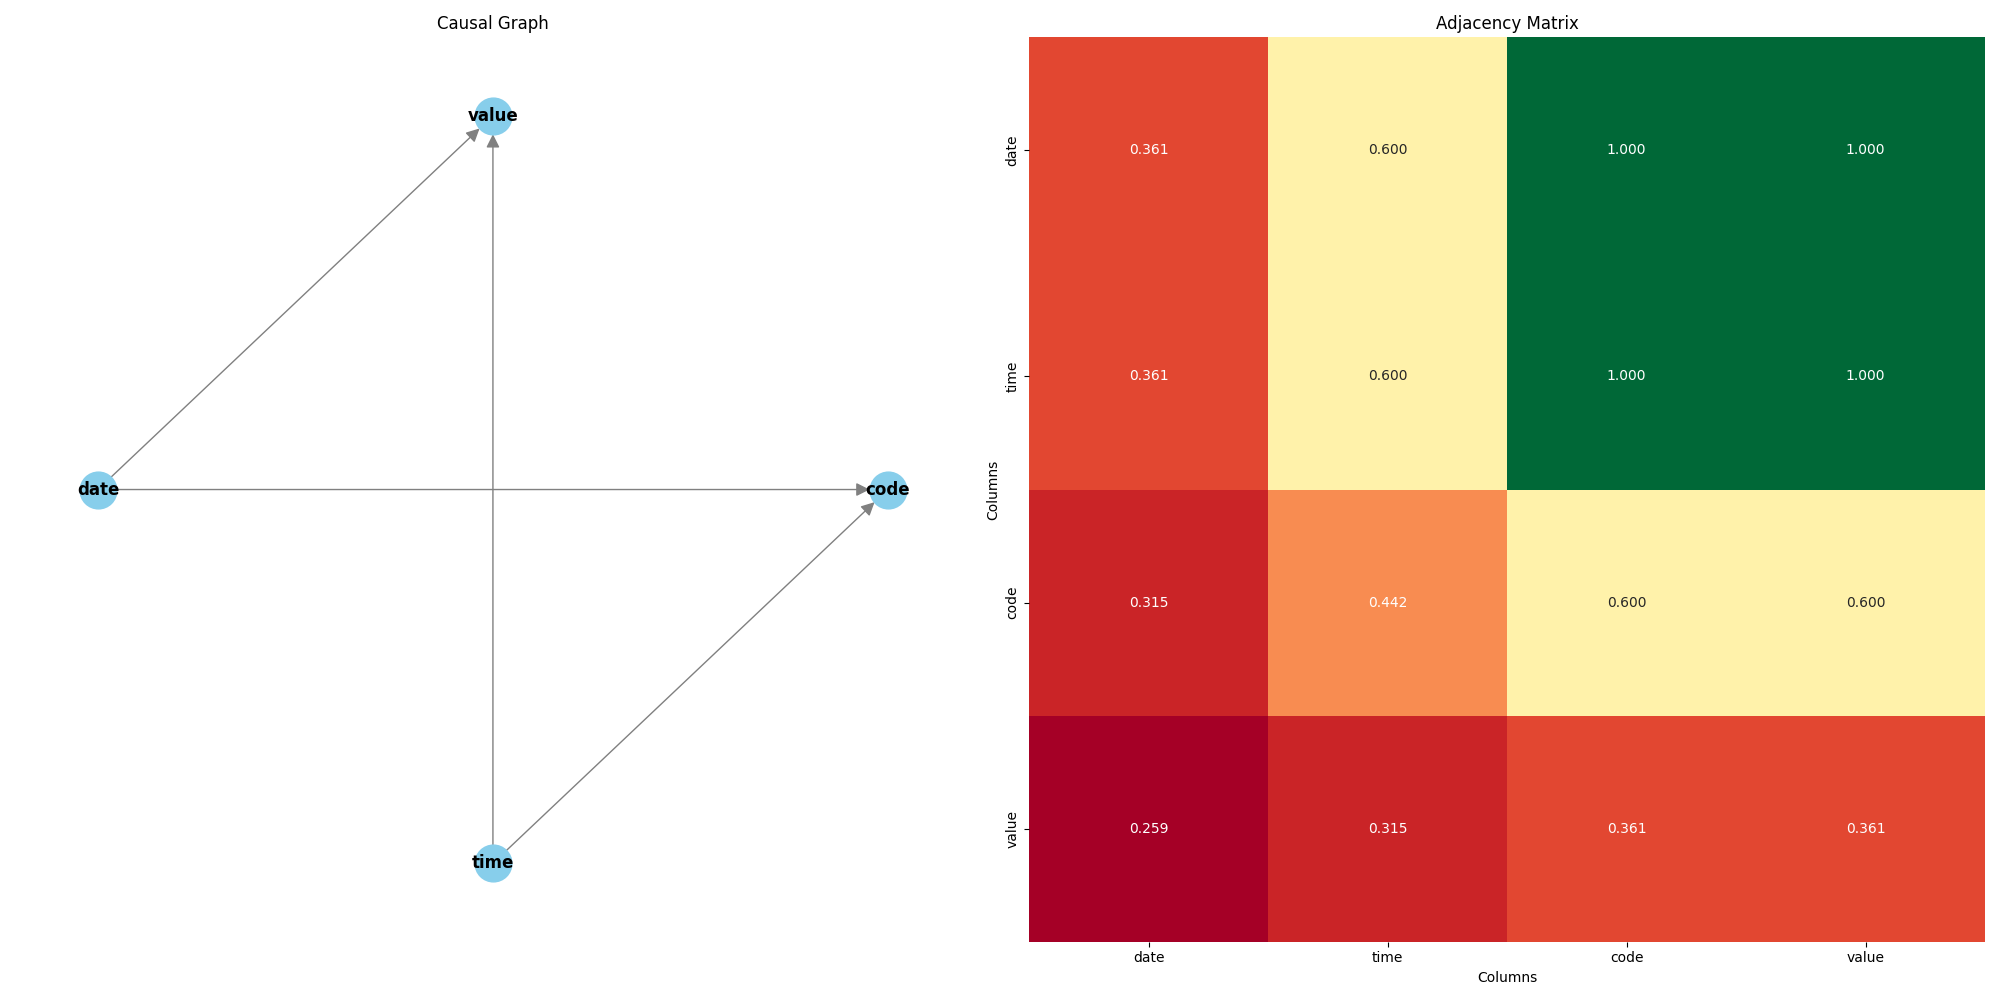 Causal Graph
value
date
code
time
Adjacency Matrix
date
0.361 0.600 1.000 1.000
time
0.361 0.600 1.000 1.000
Columns
code
0.315 0.442 0.600 0.600
value
0.259 0.315 0.361 0.361
date time code value
Columns